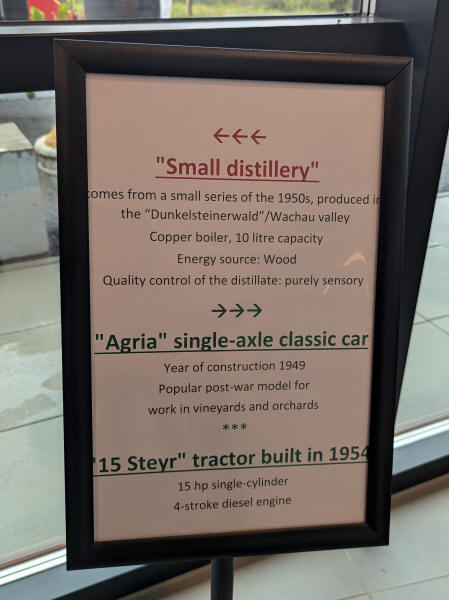 ←←←
"Small distillery"
comes from a small series of the 1950s, produced in
the “Dunkelsteinerwald”/Wachau valley
Copper boiler, 10 litre capacity
Energy source: Wood
Quality control of the distillate: purely sensory
→→→
"Agria" single-axle classic car
Year of construction 1949
Popular post-war model for
work in vineyards and orchards
***
"15 Steyr" tractor built in 1954
15 hp single-cylinder
4-stroke diesel engine